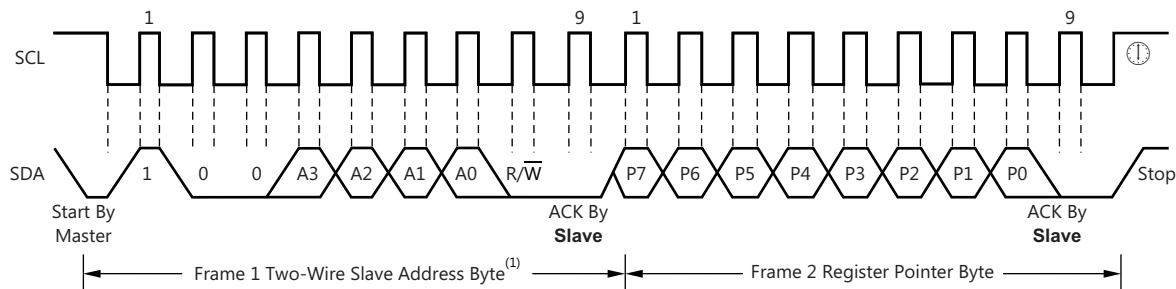 1 9 1 9
SCL
SDA 1 0 0 A3 A2 A1 A0 R/W̅ P7 P6 P5 P4 P3 P2 P1 P0 Stop
Start By ACK By ACK By
Master Slave Slave
Frame 1 Two-Wire Slave Address Byte(1) Frame 2 Register Pointer Byte